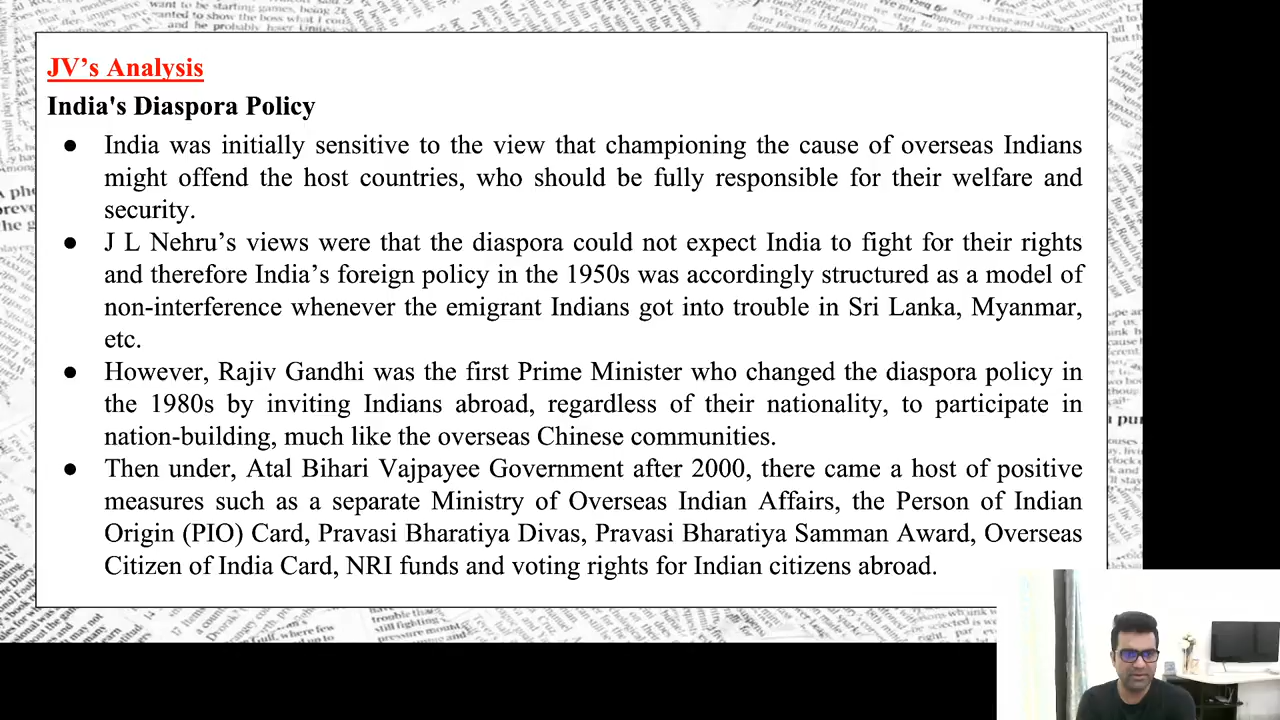 JV's Analysis
India's Diaspora Policy
● India was initially sensitive to the view that championing the cause of overseas Indians
might offend the host countries, who should be fully responsible for their welfare and
security.
● J L Nehru's views were that the diaspora could not expect India to fight for their rights
and therefore India's foreign policy in the 1950s was accordingly structured as a model of
non-interference whenever the emigrant Indians got into trouble in Sri Lanka, Myanmar,
etc.
● However, Rajiv Gandhi was the first Prime Minister who changed the diaspora policy in
the 1980s by inviting Indians abroad, regardless of their nationality, to participate in
nation-building, much like the overseas Chinese communities.
● Then under, Atal Bihari Vajpayee Government after 2000, there came a host of positive
measures such as a separate Ministry of Overseas Indian Affairs, the Person of Indian
Origin (PIO) Card, Pravasi Bharatiya Divas, Pravasi Bharatiya Samman Award, Overseas
Citizen of India Card, NRI funds and voting rights for Indian citizens abroad.